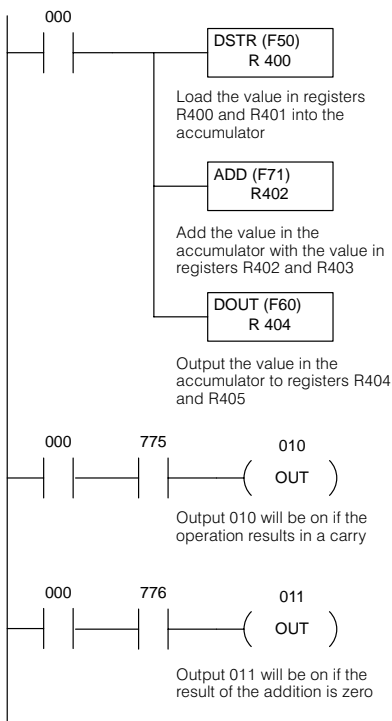 000
DSTR (F50)
R 400
Load the value in registers
R400 and R401 into the
accumulator
ADD (F71)
R402
Add the value in the
accumulator with the value in
registers R402 and R403
DOUT (F60)
R 404
Output the value in the
accumulator to registers R404
and R405
000 775 010
OUT
Output 010 will be on if the
operation results in a carry
000 776 011
OUT
Output 011 will be on if the
result of the addition is zero